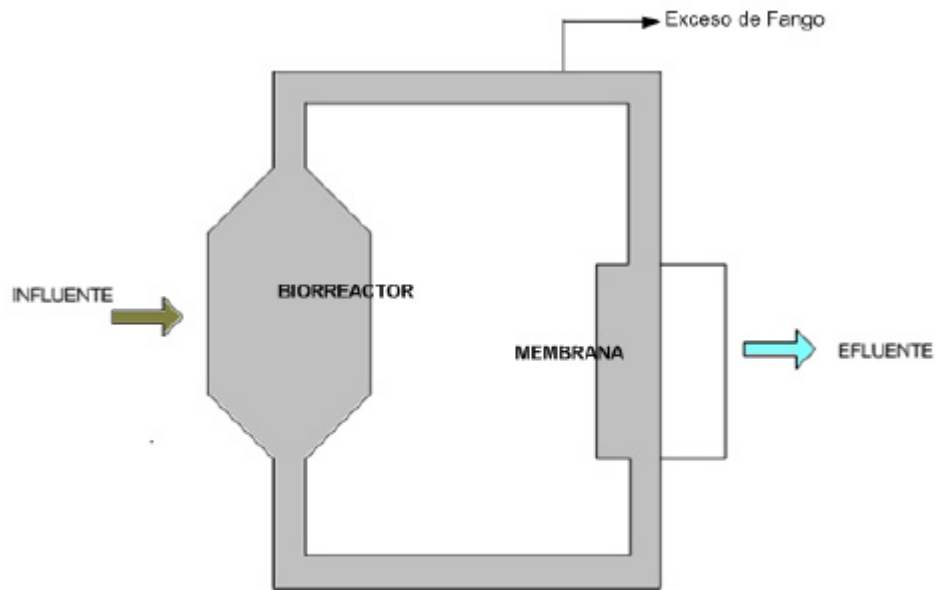 Exceso de Fango
INFLUENTE
BIORREACTOR
MEMBRANA
EFLUENTE